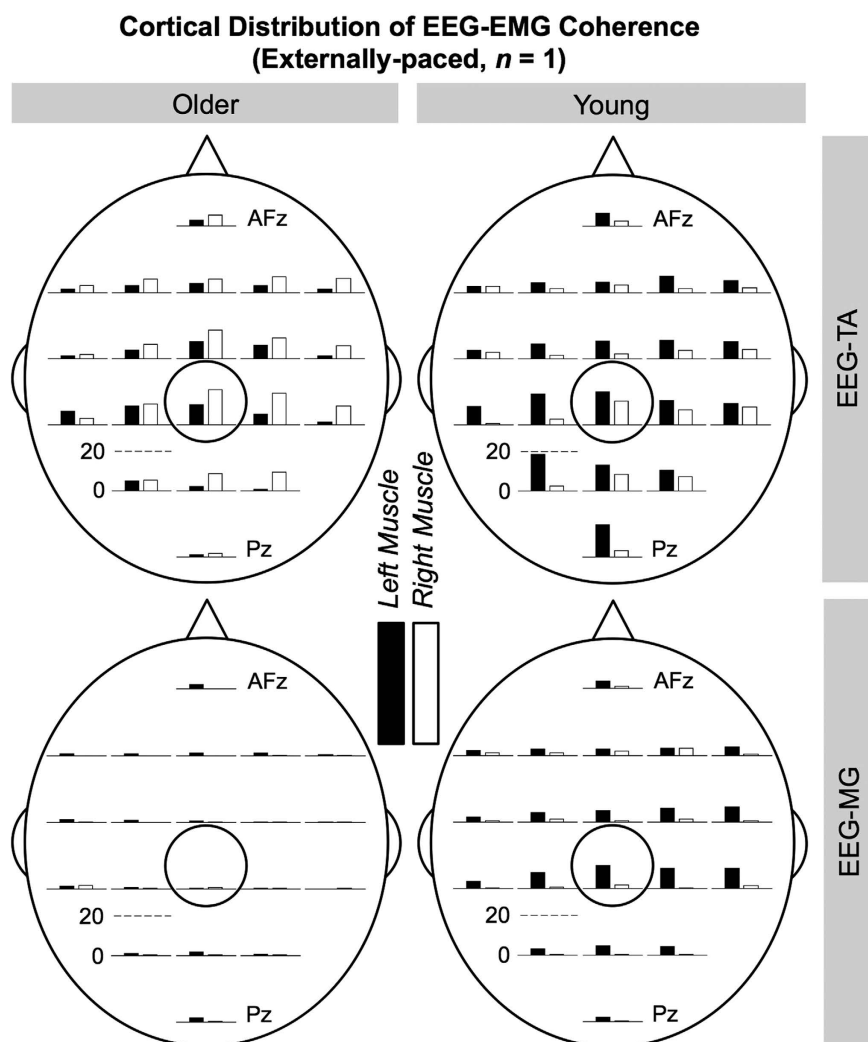 Cortical Distribution of EEG-EMG Coherence
(Externally-paced, n = 1)
Older
Young
AFz
AFz
EEG-TA
20
20
0
0
Pz
Pz
Left Muscle
Right Muscle
AFz
AFz
EEG-MG
20
20
0
0
Pz
Pz